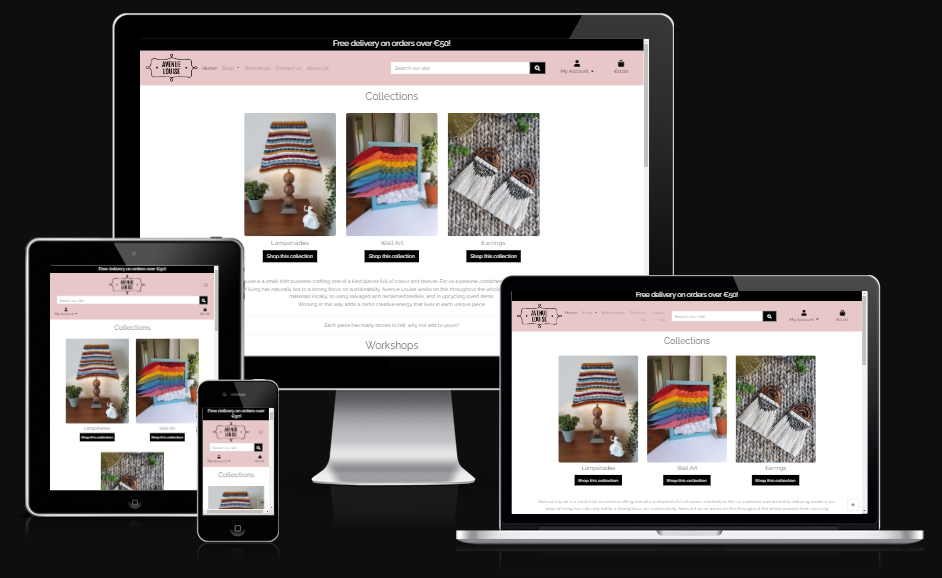 Free delivery on orders over €50!
AVENUE
LOUISE
Home Shop Workshops Contact Us About Us
Search our site
My Account
€0.00
Collections
Lampshades Wall Art Earrings
Shop this collection Shop this collection Shop this collection
ouise is a small Irish business crafting one of a kind pieces full of colour and texture. For us a personal commitme
f living has naturally led to a strong focus on sustainability. Avenue Louise works on this throughout the whole
materials locally, to using salvaged and reclaimed textiles, and in upcycling loved items.
Working in this way adds a certin creative energy that lives in each unique piece.
Each piece has many stories to tell, why not add to yours?
Workshops
Free delivery on orders over €50!
AVENUE
LOUISE
Search our site
My Account
€0.00
Collections
Lampshades Wall Art
Shop this collection Shop this collection
Free delivery on orders over
€50!
AVENUE
LOUISE
Search our site
My Account
€0.00
Collections
Free delivery on orders over €50!
AVENUE
LOUISE
Home Shop Workshops Contact About
Us Us
Search our site
My Account
€0.00
Collections
Lampshades Wall Art Earrings
Shop this collection Shop this collection Shop this collection
Avenue Louise is a small Irish business crafting one of a kind pieces full of colour and texture. For us a personal commitment to reducing waste in our
way of living has naturally led to a strong focus on sustainability. Avenue Louise works on this throughout the whole process from sourcing